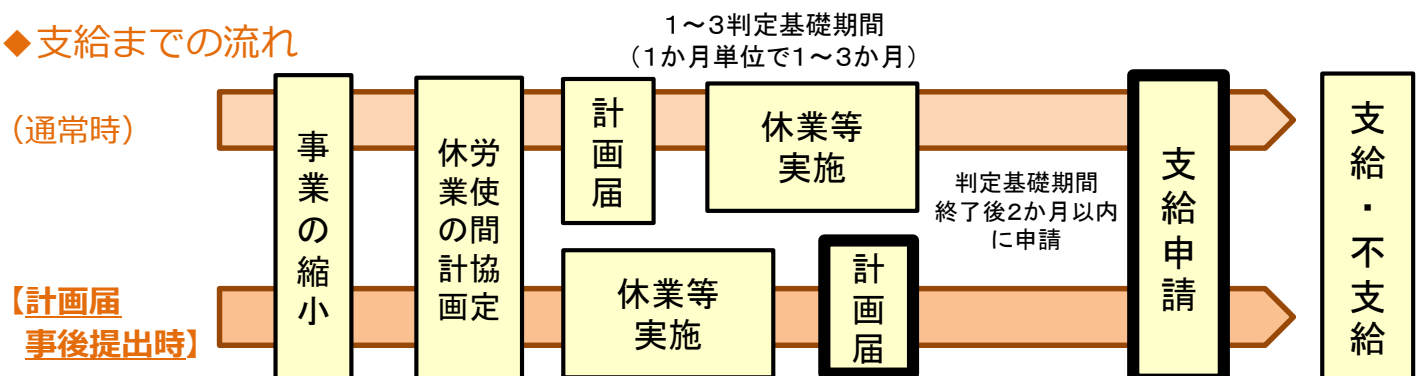 ◆支給までの流れ
1～3判定基礎期間
（1か月単位で1～3か月）
（通常時）
事業の縮小
労使間協定
休業の計画
計画届
休業等
実施
判定基礎期間
終了後2か月以内
に申請
支給申請
支給・不支給
【計画届
事後提出時】
休業等
実施
計画届